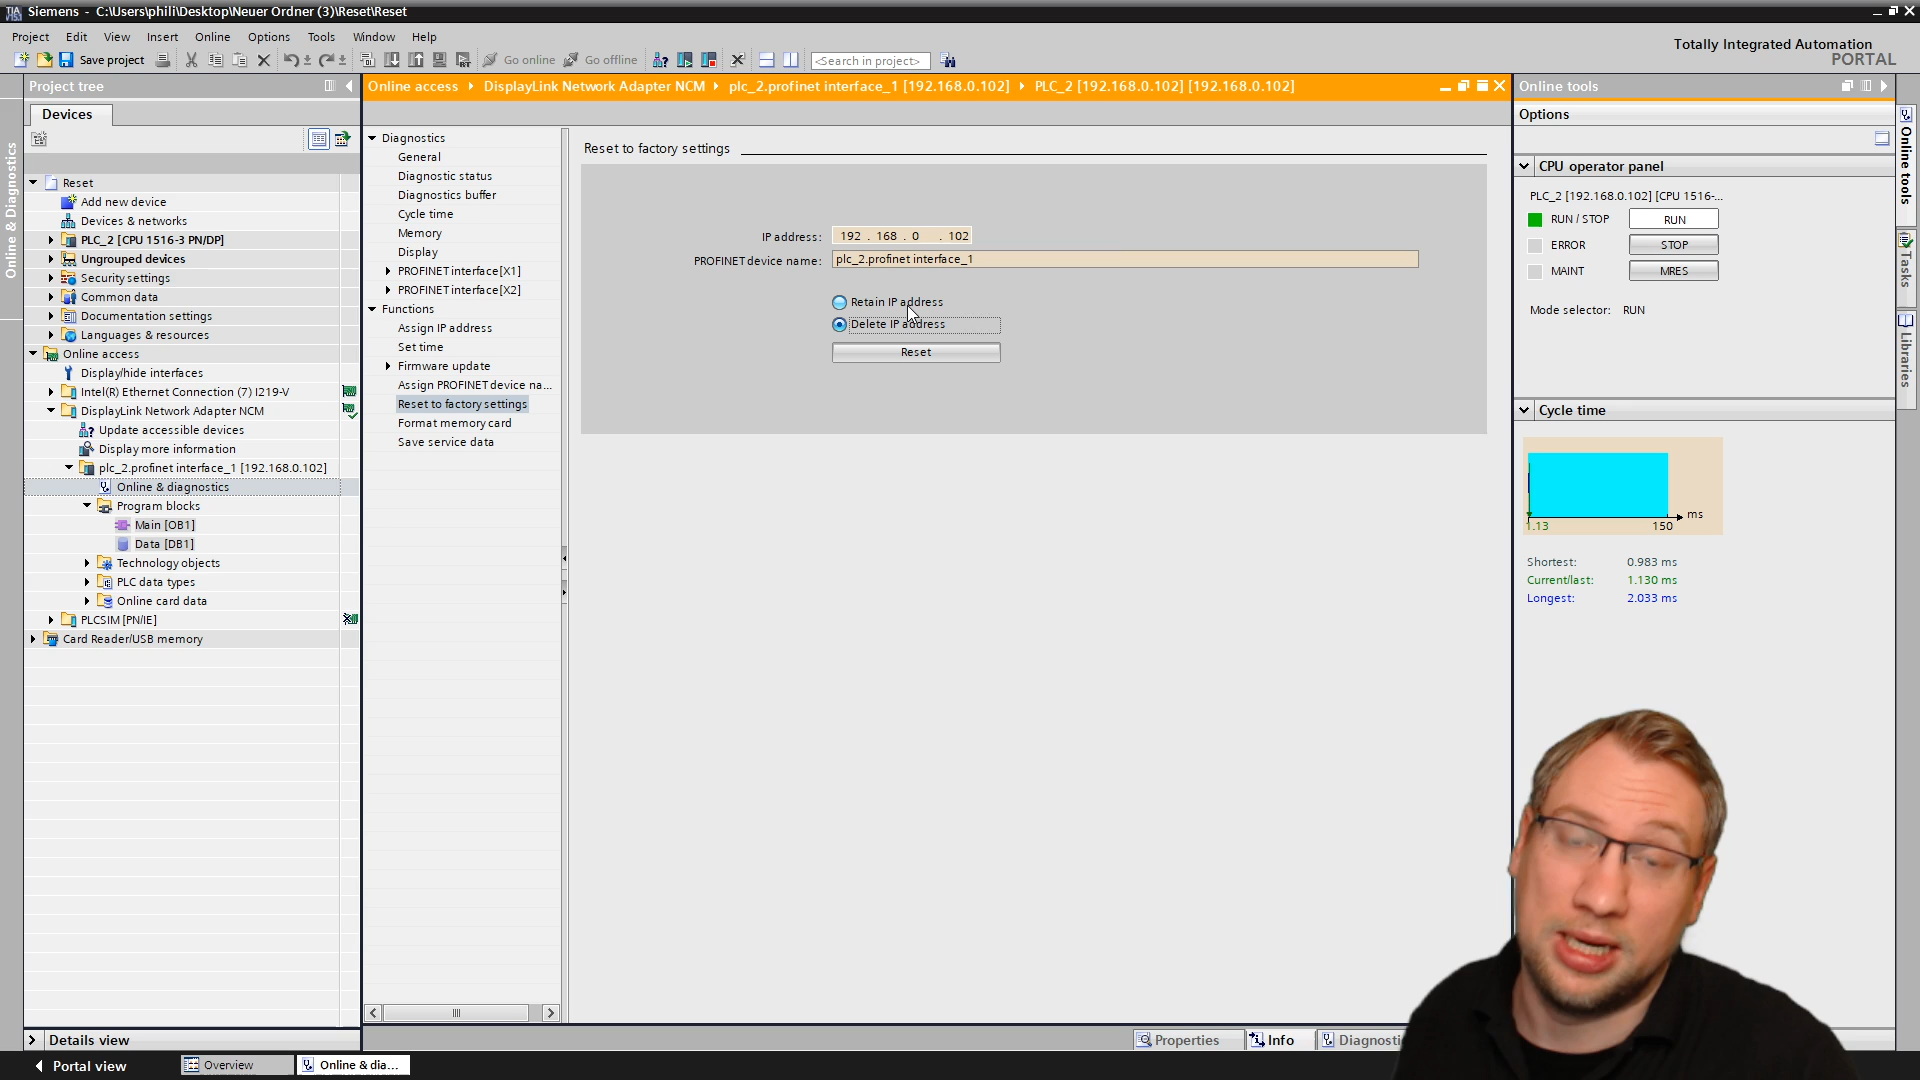 Siemens - C:\Users\phili\Desktop\Neuer Ordner (3)\Reset\Reset
Project Edit View Insert Online Options Tools Window Help
Totally Integrated Automation
PORTAL
Save project
Go online
Go offline
<Search in project>
Project tree
Devices
Online & Diagnostics
Reset
Add new device
Devices & networks
PLC_2 [CPU 1516-3 PN/DP]
Ungrouped devices
Security settings
Common data
Documentation settings
Languages & resources
Online access
Display/hide interfaces
Intel(R) Ethernet Connection (7) I219-V
DisplayLink Network Adapter NCM
Update accessible devices
Display more information
plc_2.profinet interface_1 [192.168.0.102]
Online & diagnostics
Program blocks
Main [OB1]
Data [DB1]
Technology objects
PLC data types
Online card data
PLCSIM [PN/IE]
Card Reader/USB memory
Details view
Portal view
Overview
Online & dia...
Online access DisplayLink Network Adapter NCM plc_2.profinet interface_1 [192.168.0.102] PLC_2 [192.168.0.102] [192.168.0.102]
Diagnostics
General
Diagnostic status
Diagnostics buffer
Cycle time
Memory
Display
PROFINET interface [X1]
PROFINET interface [X2]
Functions
Assign IP address
Set time
Firmware update
Assign PROFINET device na...
Reset to factory settings
Format memory card
Save service data
Reset to factory settings
IP address: 192 . 168 . 0 . 102
PROFINET device name: plc_2.profinet interface_1
Retain IP address
Delete IP address
Reset
Properties
Info
Diagnosti
Online tools
Options
CPU operator panel
PLC_2 [192.168.0.102] [CPU 1516-...
RUN / STOP RUN
ERROR STOP
MAINT MRES
Mode selector: RUN
Cycle time
ms
1.13 150
Shortest: 0.983 ms
Current/last: 1.130 ms
Longest: 2.033 ms
Online tools
Tasks
Libraries